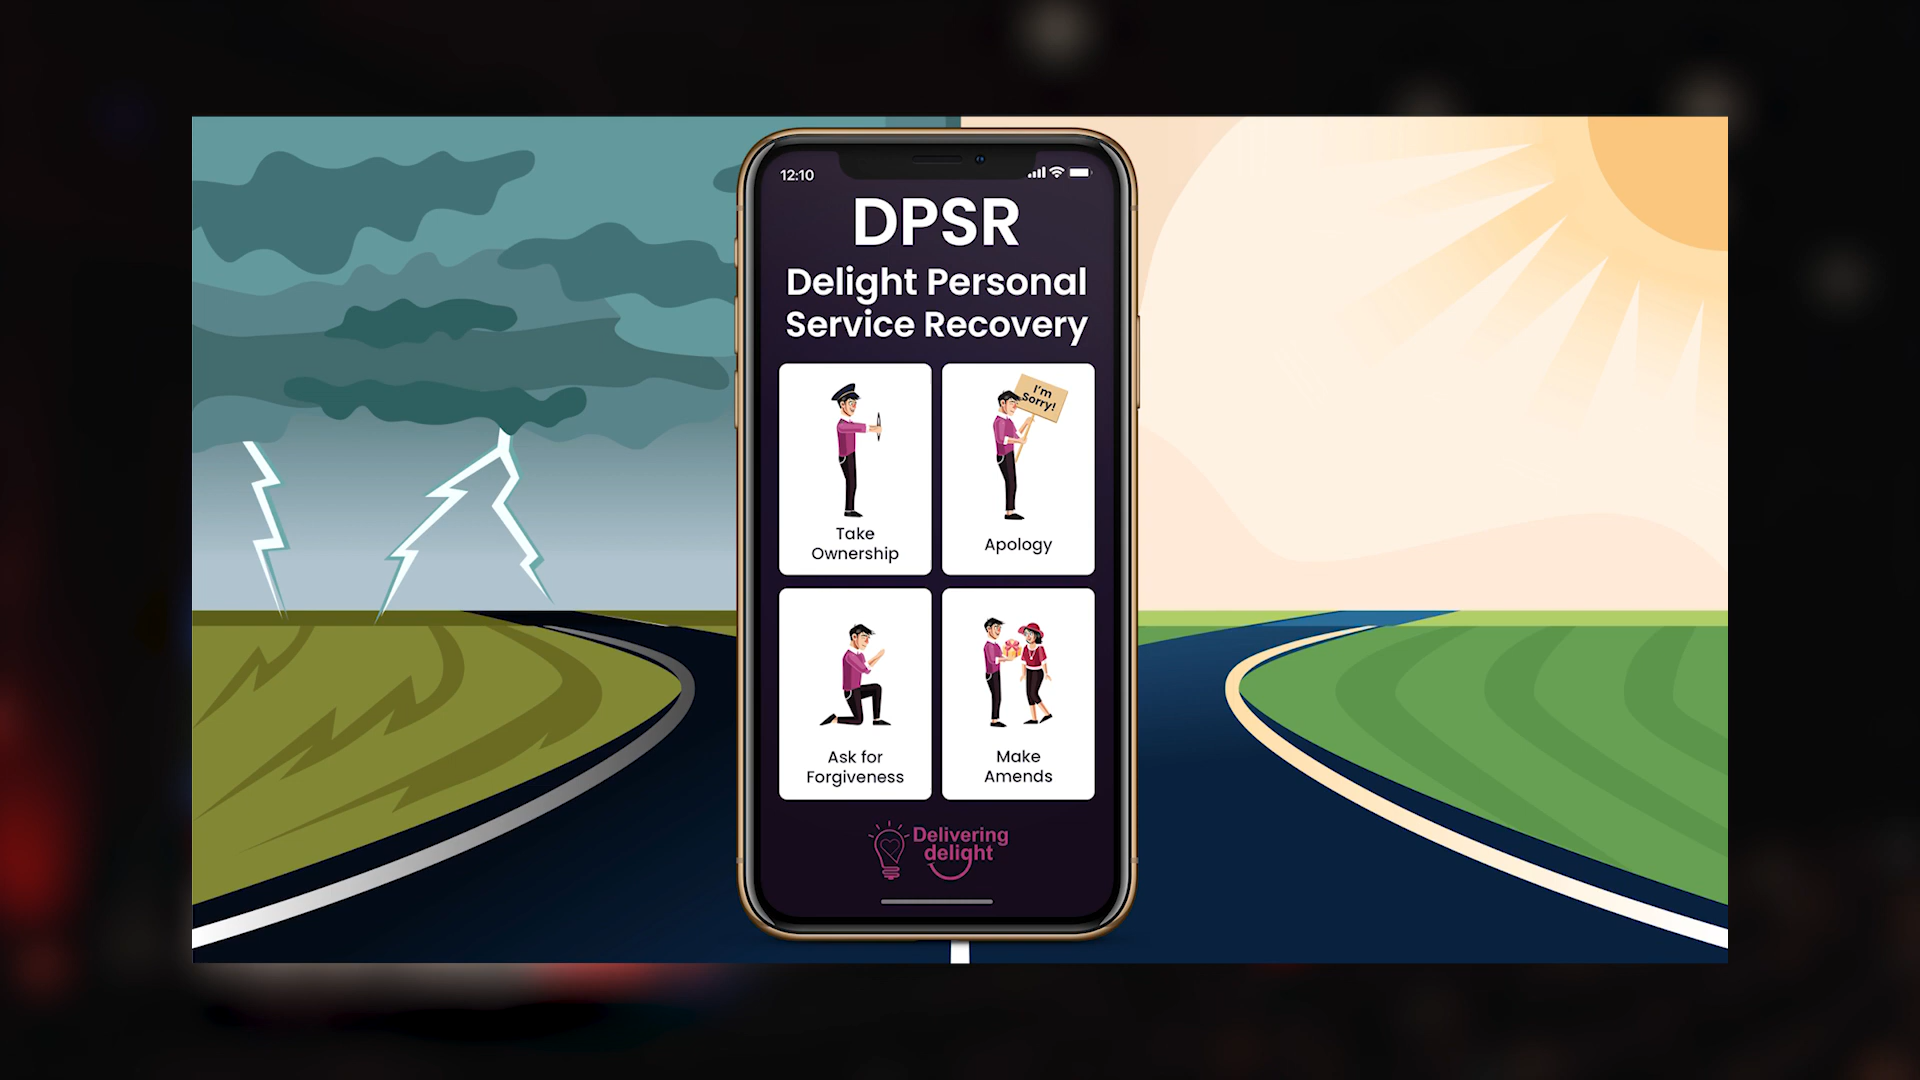 12:10
DPSR
Delight Personal
Service Recovery
I'm
Sorry!
Take
Ownership
Apology
Ask for
Forgiveness
Make
Amends
Delivering
delight